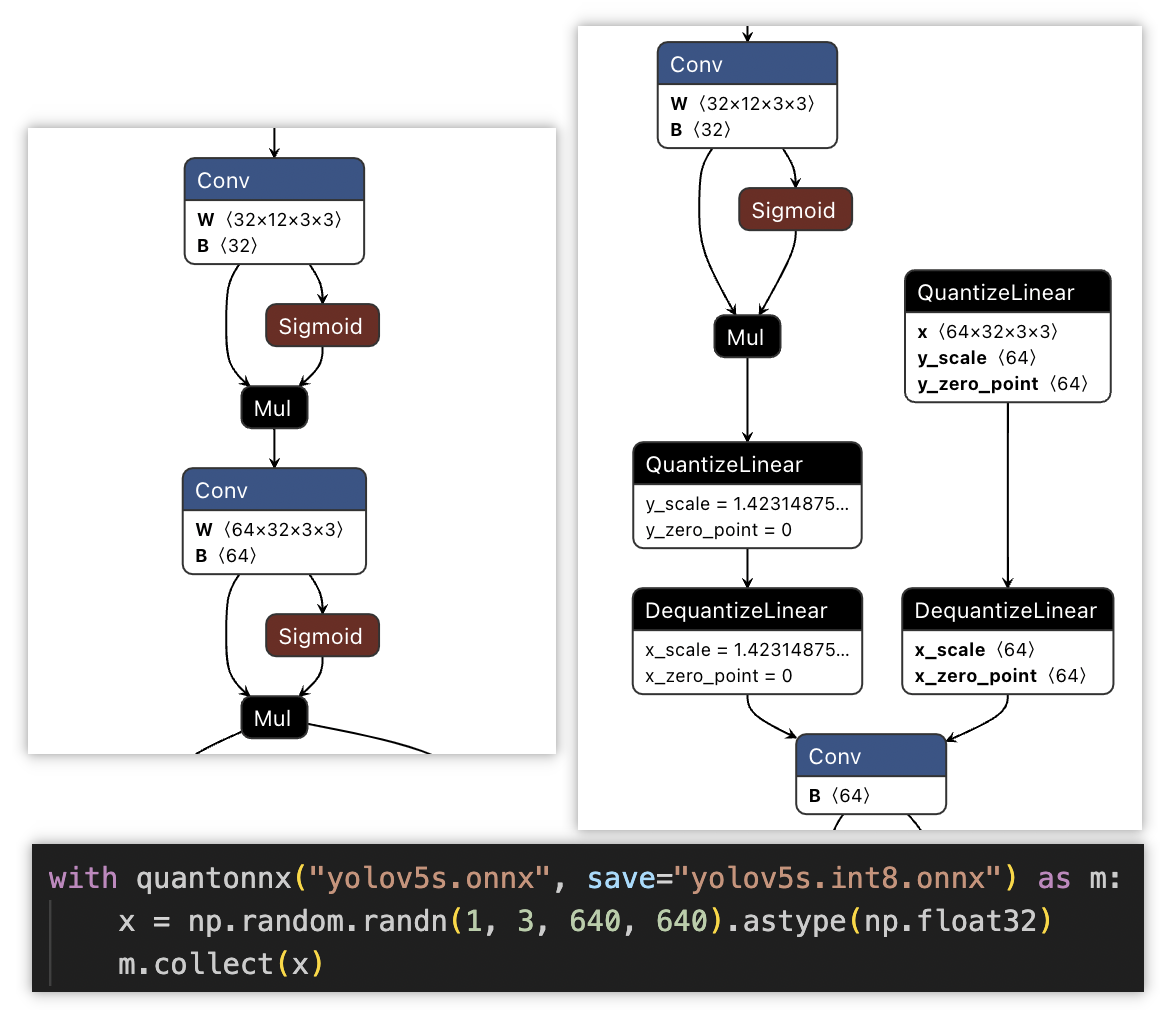 Conv
W ⟨32×12×3×3⟩
B ⟨32⟩
Sigmoid
Mul
Conv
W ⟨64×32×3×3⟩
B ⟨64⟩
Sigmoid
Mul
Conv
W ⟨32×12×3×3⟩
B ⟨32⟩
Sigmoid
Mul
QuantizeLinear
x ⟨64×32×3×3⟩
y_scale ⟨64⟩
y_zero_point ⟨64⟩
QuantizeLinear
y_scale = 1.42314875...
y_zero_point = 0
DequantizeLinear
x_scale = 1.42314875...
x_zero_point = 0
DequantizeLinear
x_scale ⟨64⟩
x_zero_point ⟨64⟩
Conv
B ⟨64⟩
with quantonnx("yolov5s.onnx", save="yolov5s.int8.onnx") as m:
    x = np.random.randn(1, 3, 640, 640).astype(np.float32)
    m.collect(x)